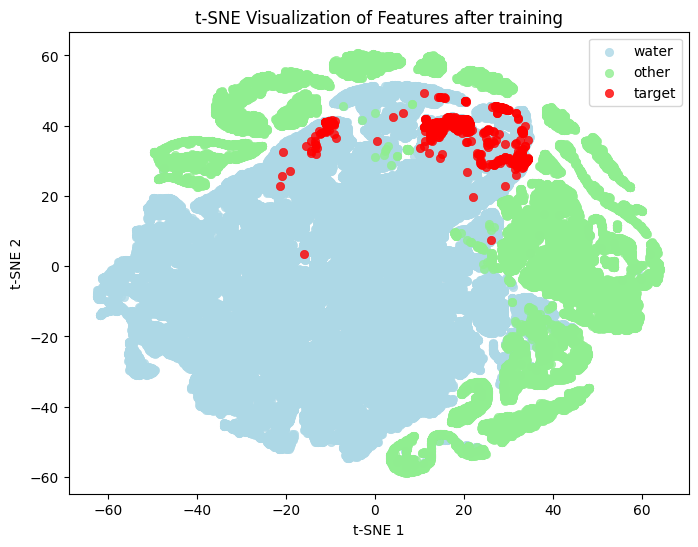 t-SNE Visualization of Features after training
water
other
target
60
40
20
0
−20
−40
−60
t-SNE 2
−60
−40
−20
0
20
40
60
t-SNE 1